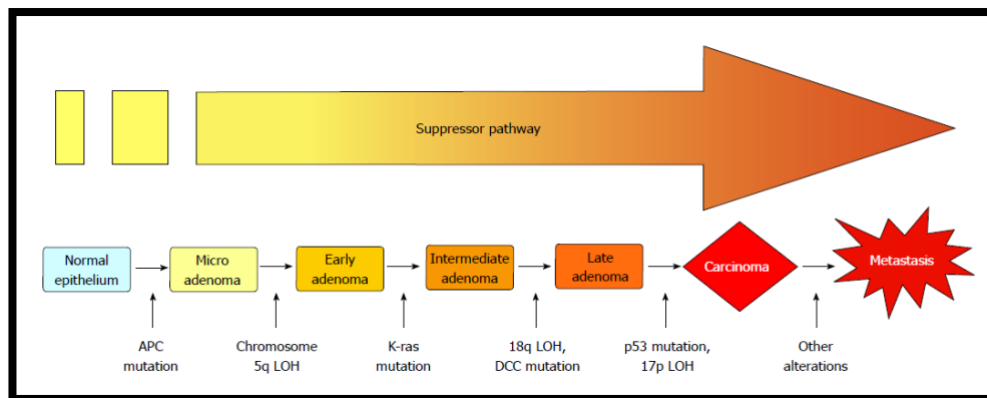 Suppressor pathway
Normal
epithelium
Micro
adenoma
Early
adenoma
Intermediate
adenoma
Late
adenoma
Carcinoma
Metastasis
APC
mutation
Chromosome
5q LOH
K-ras
mutation
18q LOH,
DCC mutation
p53 mutation,
17p LOH
Other
alterations